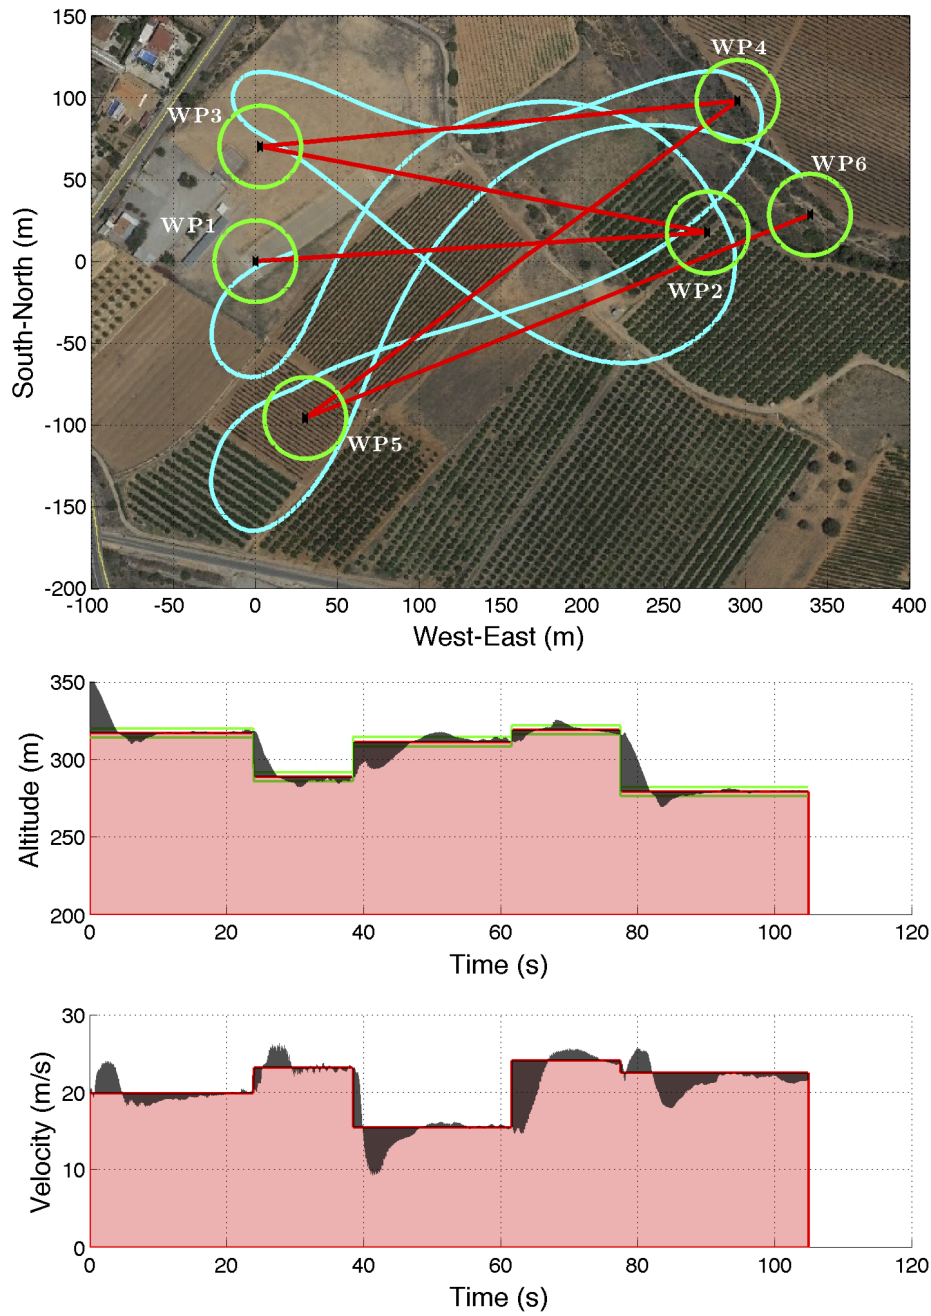 150
100
50
0
-50
-100
-150
-200
South-North (m)
WP4
WP3
WP6
WP1
WP2
WP5
-100 -50 0 50 100 150 200 250 300 350 400
West-East (m)
350
300
250
200
Altitude (m)
0 20 40 60 80 100 120
Time (s)
30
20
10
0
Velocity (m/s)
0 20 40 60 80 100 120
Time (s)